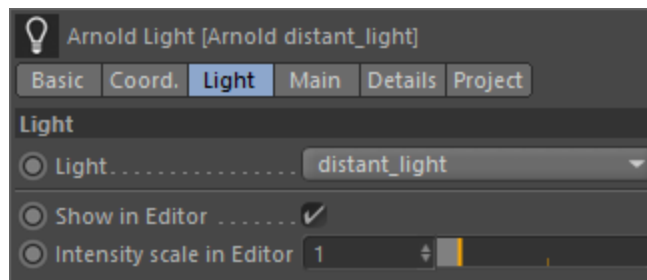 Arnold Light [Arnold distant_light]
Basic Coord. Light Main Details Project
Light
Light................ distant_light
Show in Editor .......
Intensity scale in Editor 1